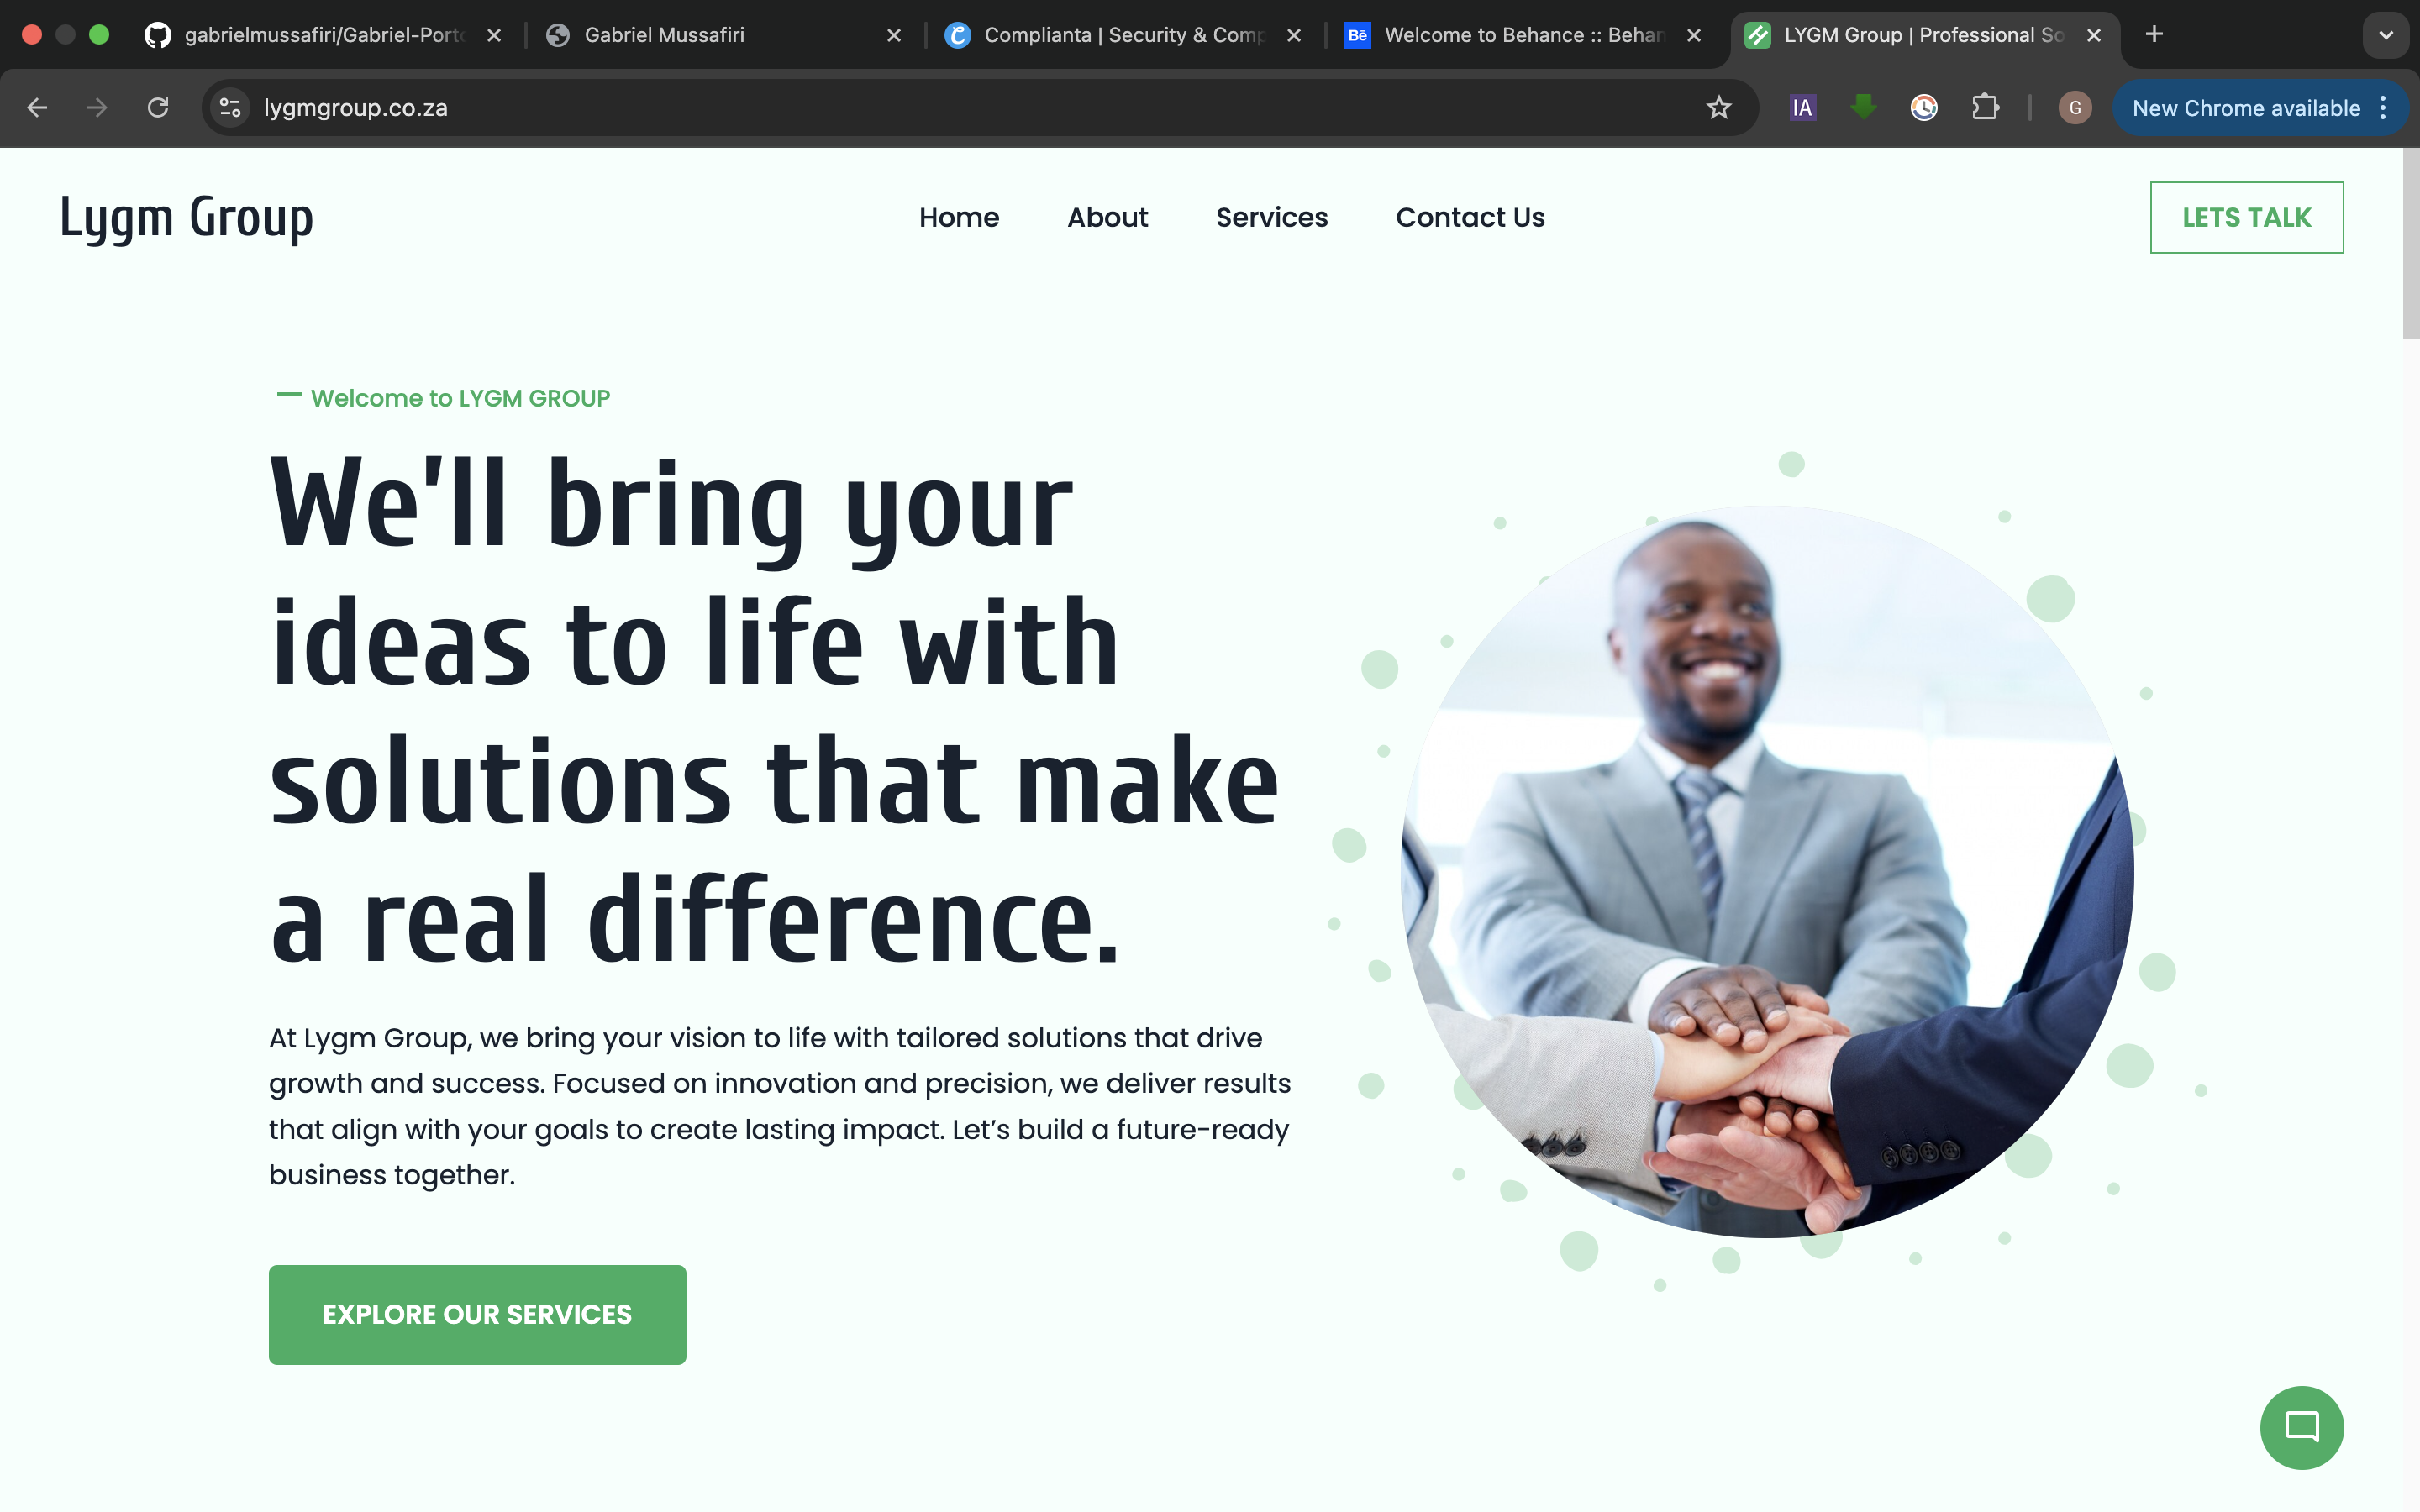 gabrielmussafiri/Gabriel-Porto
Gabriel Mussafiri
Complianta | Security & Comp
Bē
Welcome to Behance :: Behan
LYGM Group | Professional So
lygmgroup.co.za
IA
G
New Chrome available
Lygm Group
Home
About
Services
Contact Us
LETS TALK
Welcome to LYGM GROUP
We'll bring your
ideas to life with
solutions that make
a real difference.
At Lygm Group, we bring your vision to life with tailored solutions that drive
growth and success. Focused on innovation and precision, we deliver results
that align with your goals to create lasting impact. Let’s build a future-ready
business together.
EXPLORE OUR SERVICES